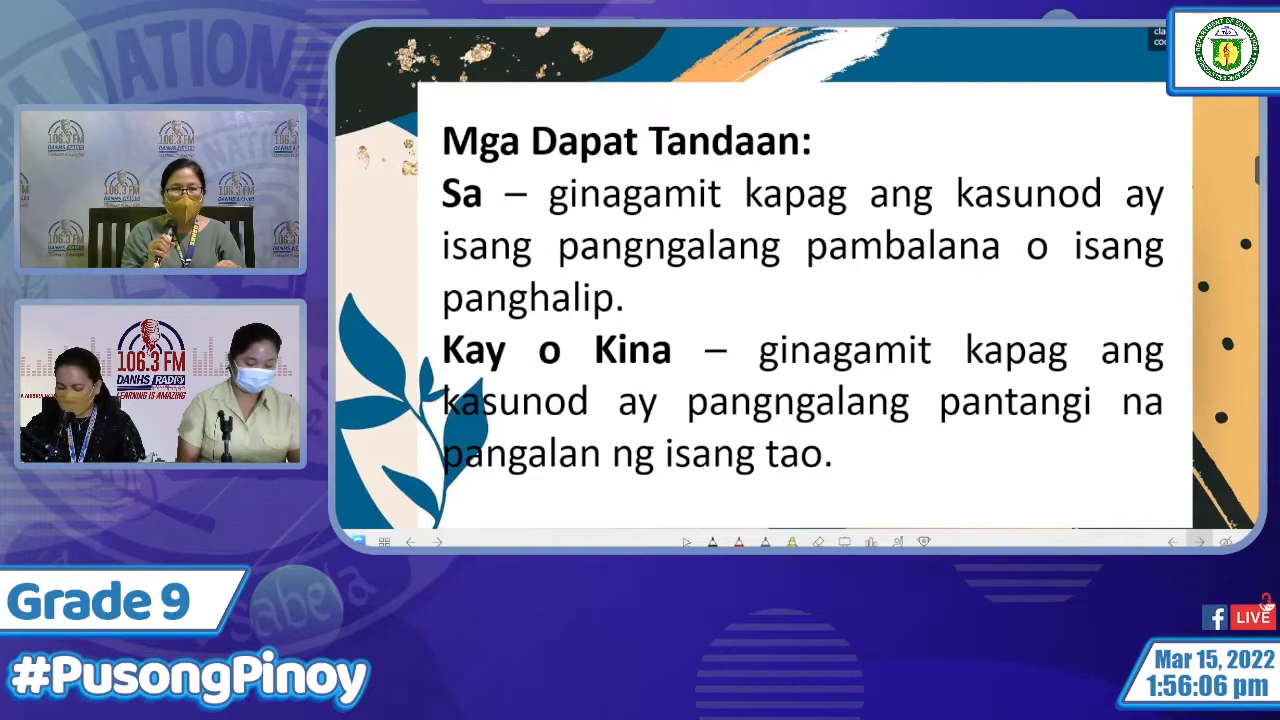 Mga Dapat Tandaan:
Sa – ginagamit kapag ang kasunod ay
isang pangngalang pambalana o isang
panghalip.
Kay o Kina – ginagamit kapag ang
kasunod ay pangngalang pantangi na
pangalan ng isang tao.
106.3 FM
DANHS RADYO
LEARNING IS AMAZING
Grade 9
#PusongPinoy
LIVE
Mar 15, 2022
1:56:06 pm